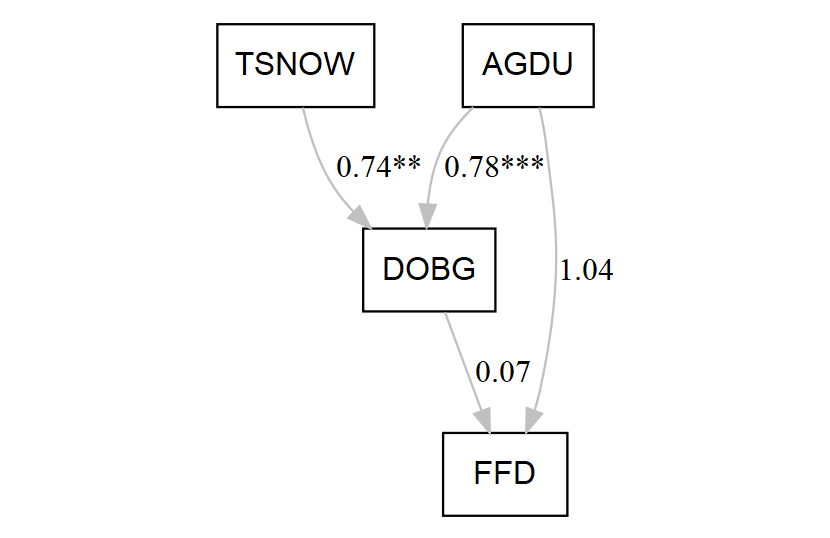 TSNOW
AGDU
0.74**
0.78***
DOBG
1.04
0.07
FFD